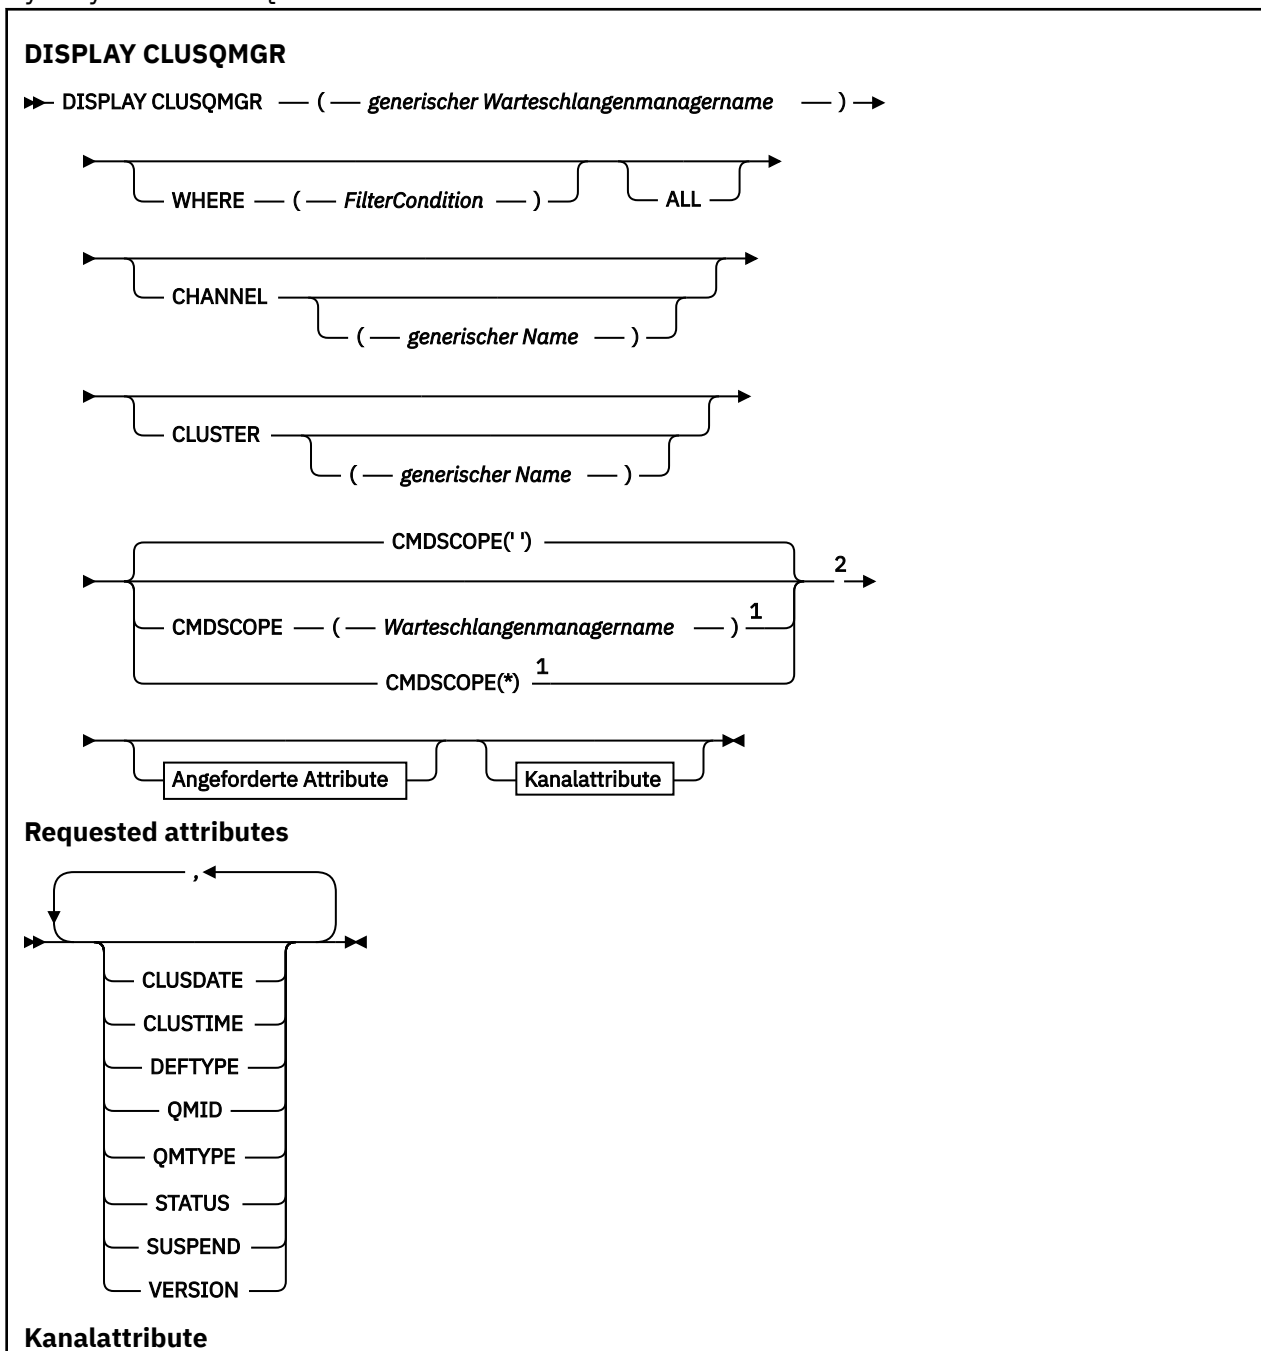 DISPLAY CLUSQMGR
DISPLAY CLUSQMGR ( generischer Warteschlangenmanagername )
WHERE ( FilterCondition ) ALL
CHANNEL
( generischer Name )
CLUSTER
( generischer Name )
CMDSCOPE(' ')
2
CMDSCOPE ( Warteschlangenmanagername ) 1
CMDSCOPE(*) 1
Angeforderte Attribute Kanalattribute
Requested attributes
,
CLUSDATE
CLUSTIME
DEFTYPE
QMID
QMTYPE
STATUS
SUSPEND
VERSION
Kanalattribute